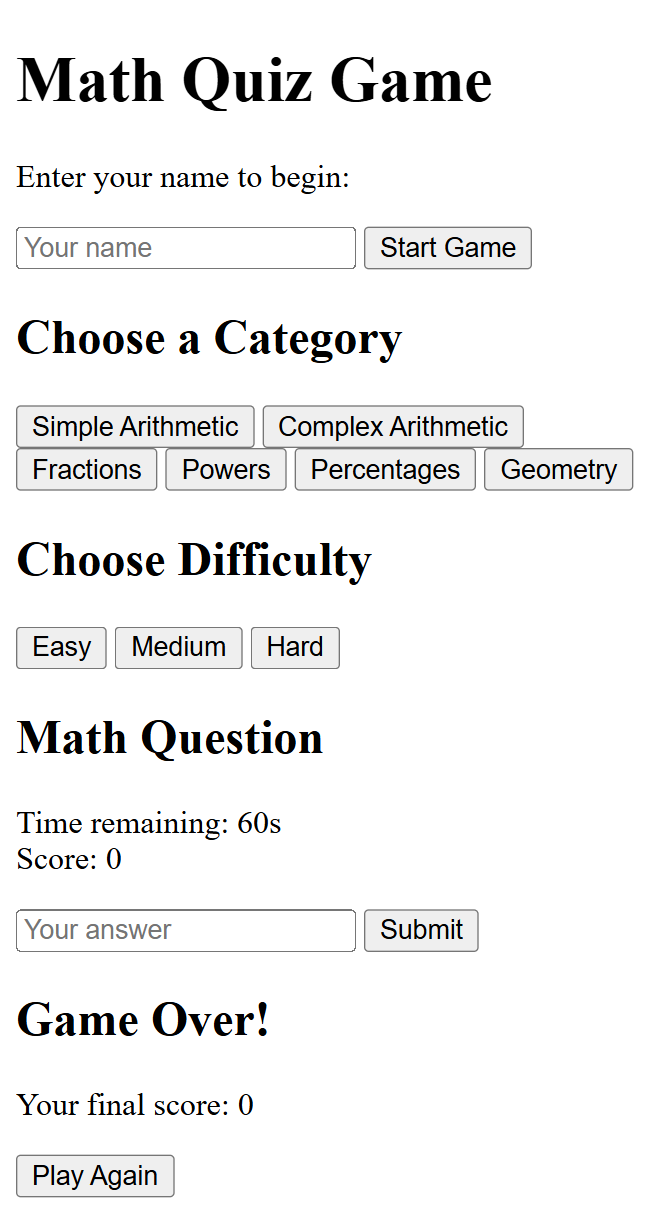 Math Quiz Game
Enter your name to begin:
Your name Start Game
Choose a Category
Simple Arithmetic Complex Arithmetic
Fractions Powers Percentages Geometry
Choose Difficulty
Easy Medium Hard
Math Question
Time remaining: 60s
Score: 0
Your answer Submit
Game Over!
Your final score: 0
Play Again